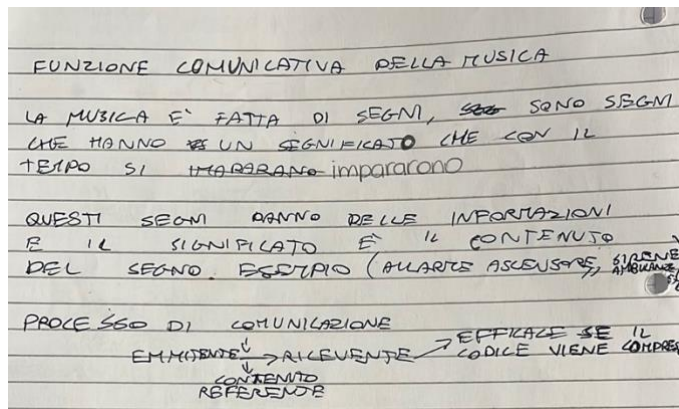 FUNZIONE COMUNICATIVA DELLA MUSICA
LA MUSICA E' FATTA DI SEGNI, SONO SEGNI
CHE HANNO UN SIGNIFICATO CHE CON IL
TEMPO SI IMPARARANO impararono
QUESTI SEGNI DANNO DELLE INFORMAZIONI
E IL SIGNIFICATO È IL CONTENUTO
DEL SEGNO. ESEMPIO (ALLARME ASCENSORE, SIRENE
AMBULANZE
PROCESSO DI COMUNICAZIONE
EFFICACE SE IL
EMMITENTE → RICEVENTE → CODICE VIENE COMPRES
CONTENUTO
REFERENTE